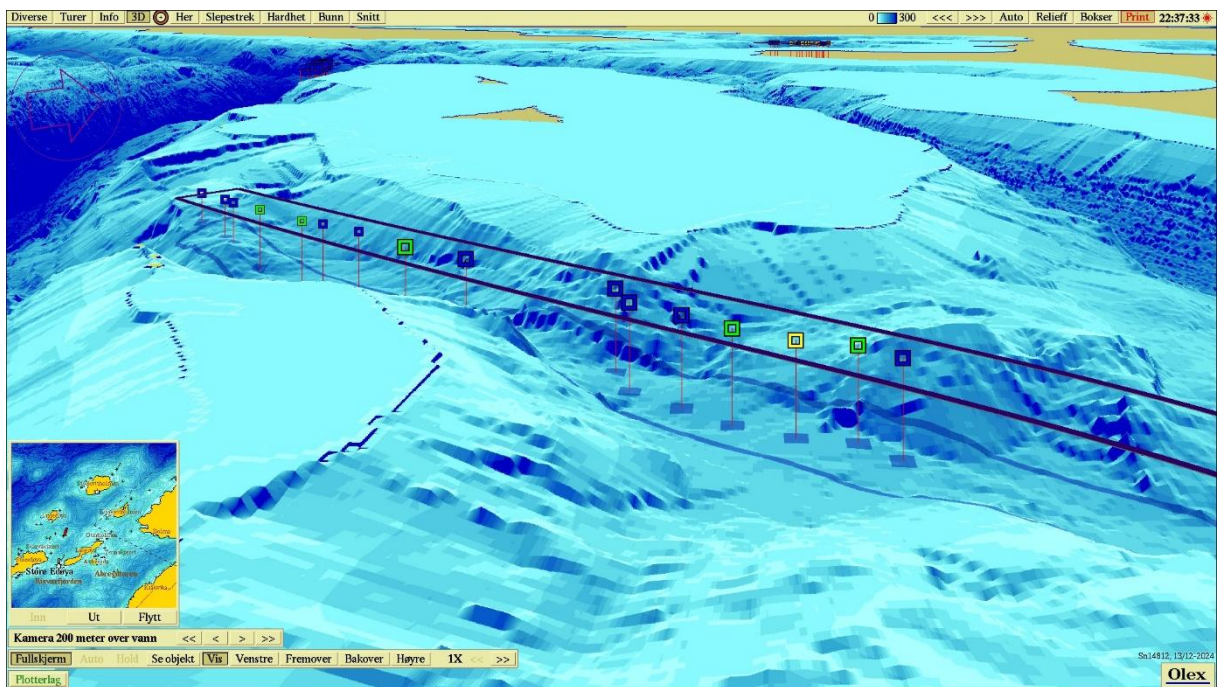 Diverse Turer Info 3D Her Slepestrek Hardhet Bunn Snitt 0 300 <<< >>> Auto Relieff Bokser Print 22:37:33
Store Edøya
Inn Ut Flytt
Kamera 200 meter over vann << < > >>
Fullskjerm Auto Hold Se objekt Vis Venstre Fremover Bakover Høyre 1X << >>
Sn14812, 13/12-2024
Plotterlag
Olex